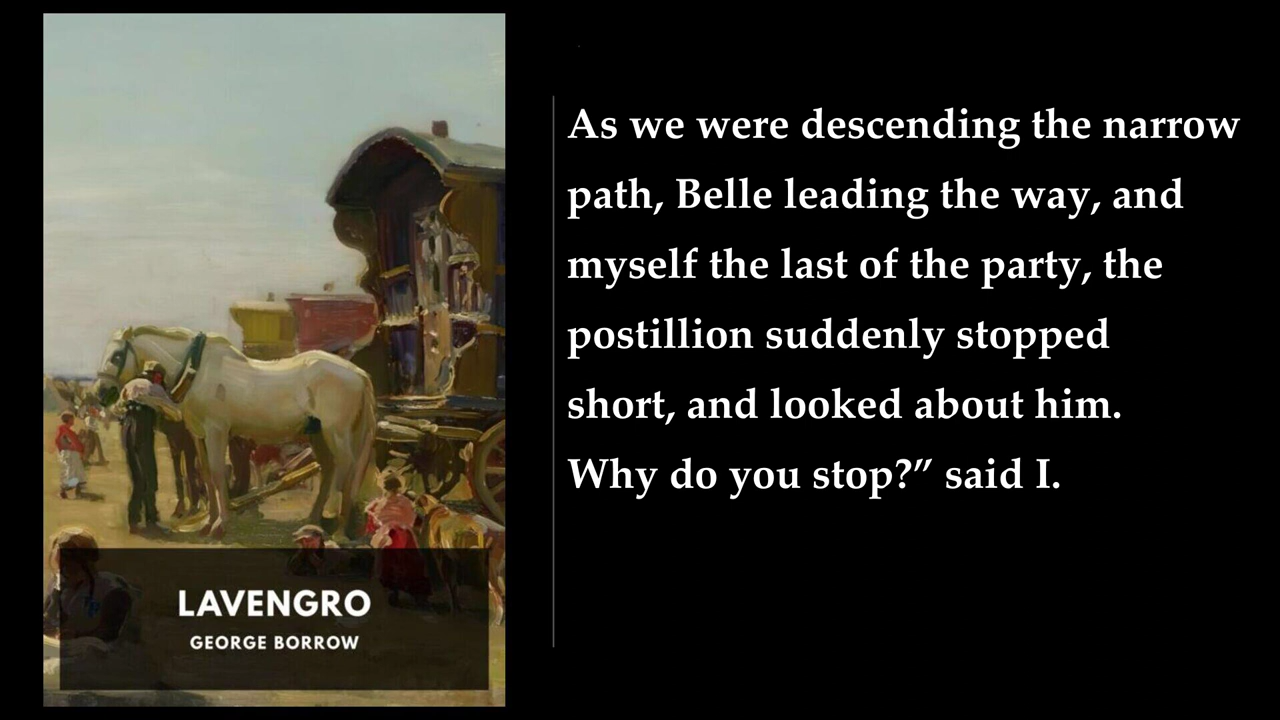 LAVENGRO
GEORGE BORROW
As we were descending the narrow
path, Belle leading the way, and
myself the last of the party, the
postillion suddenly stopped
short, and looked about him.
Why do you stop?” said I.